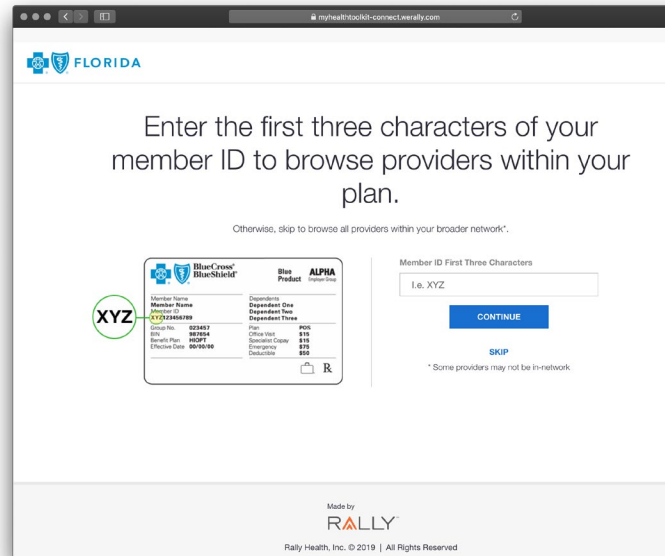 myhealthtoolkit-connect.werally.com
FLORIDA
Enter the first three characters of your
member ID to browse providers within your
plan.
Otherwise, skip to browse all providers within your broader network*.
BlueCross®
BlueShield®
Blue
Product
ALPHA
Employer Group
Member Name
Member Name
Member ID
XYZ123456789
XYZ
Dependents
Dependent One
Dependent Two
Dependent Three
Group No. 023457
BIN 987654
Benefit Plan HIOPT
Effective Date 00/00/00
Plan POS
Office Visit $15
Specialist Copay $15
Emergency $75
Deductible $50
Rx
Member ID First Three Characters
I.e. XYZ
CONTINUE
SKIP
* Some providers may not be in-network
Made by
RALLY
Rally Health, Inc. © 2019 | All Rights Reserved